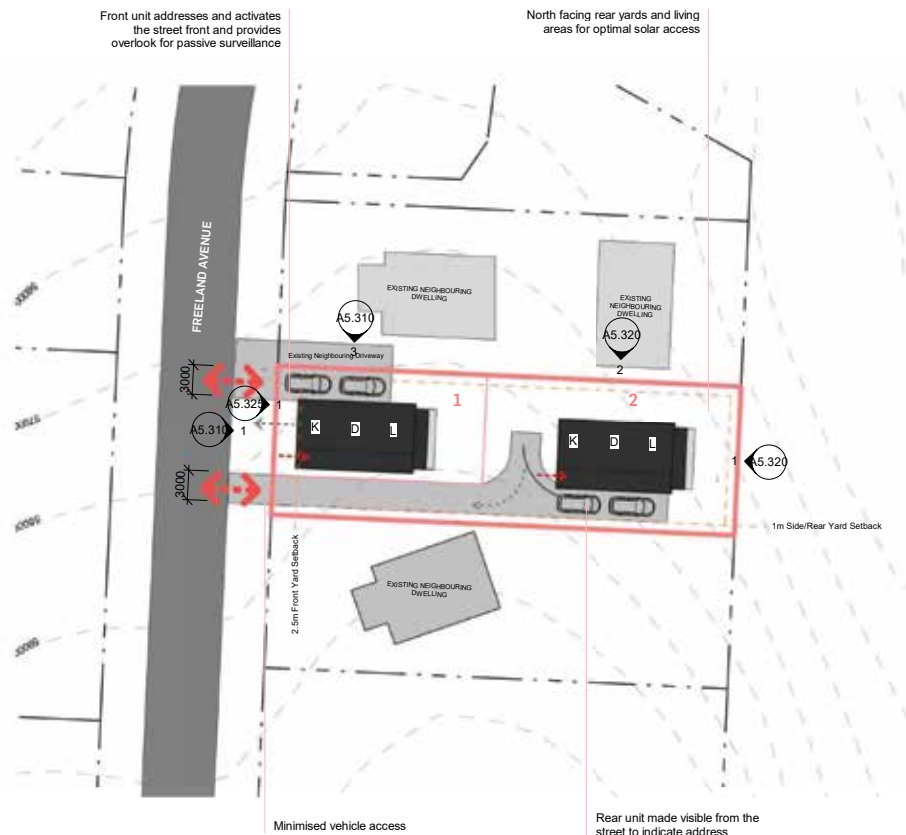 Front unit addresses and activates
the street front and provides
overlook for passive surveillance
North facing rear yards and living
areas for optimal solar access
FREELAND AVENUE
EXISTING NEIGHBOURING
DWELLING
EXISTING
NEIGHBOURING
DWELLING
A5.310
3
A5.320
2
Existing Neighbouring Driveway
3000
A5.325
1
A5.310
1
1
2
K D L
K D L
1
A5.320
3000
1m Side/Rear Yard Setback
2.5m Front Yard Setback
EXISTING NEIGHBOURING
DWELLING
Minimised vehicle access
Rear unit made visible from the
street to indicate address